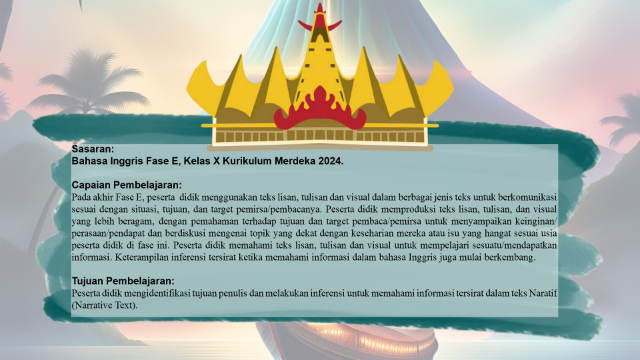 Sasaran:
Bahasa Inggris Fase E, Kelas X Kurikulum Merdeka 2024.
Capaian Pembelajaran:
Pada akhir Fase E, peserta didik menggunakan teks lisan, tulisan dan visual dalam berbagai jenis teks untuk berkomunikasi
sesuai dengan situasi, tujuan, dan target pemirsa/pembacanya. Peserta didik memproduksi teks lisan, tulisan, dan visual
yang lebih beragam, dengan pemahaman terhadap tujuan dan target pembaca/pemirsa untuk menyampaikan keinginan/
perasaan/pendapat dan berdiskusi mengenai topik yang dekat dengan keseharian mereka atau isu yang hangat sesuai usia
peserta didik di fase ini. Peserta didik memahami teks lisan, tulisan dan visual untuk mempelajari sesuatu/mendapatkan
informasi. Keterampilan inferensi tersirat ketika memahami informasi dalam bahasa Inggris juga mulai berkembang.
Tujuan Pembelajaran:
Peserta didik mengidentifikasi tujuan penulis dan melakukan inferensi untuk memahami informasi tersirat dalam teks Naratif
(Narrative Text).